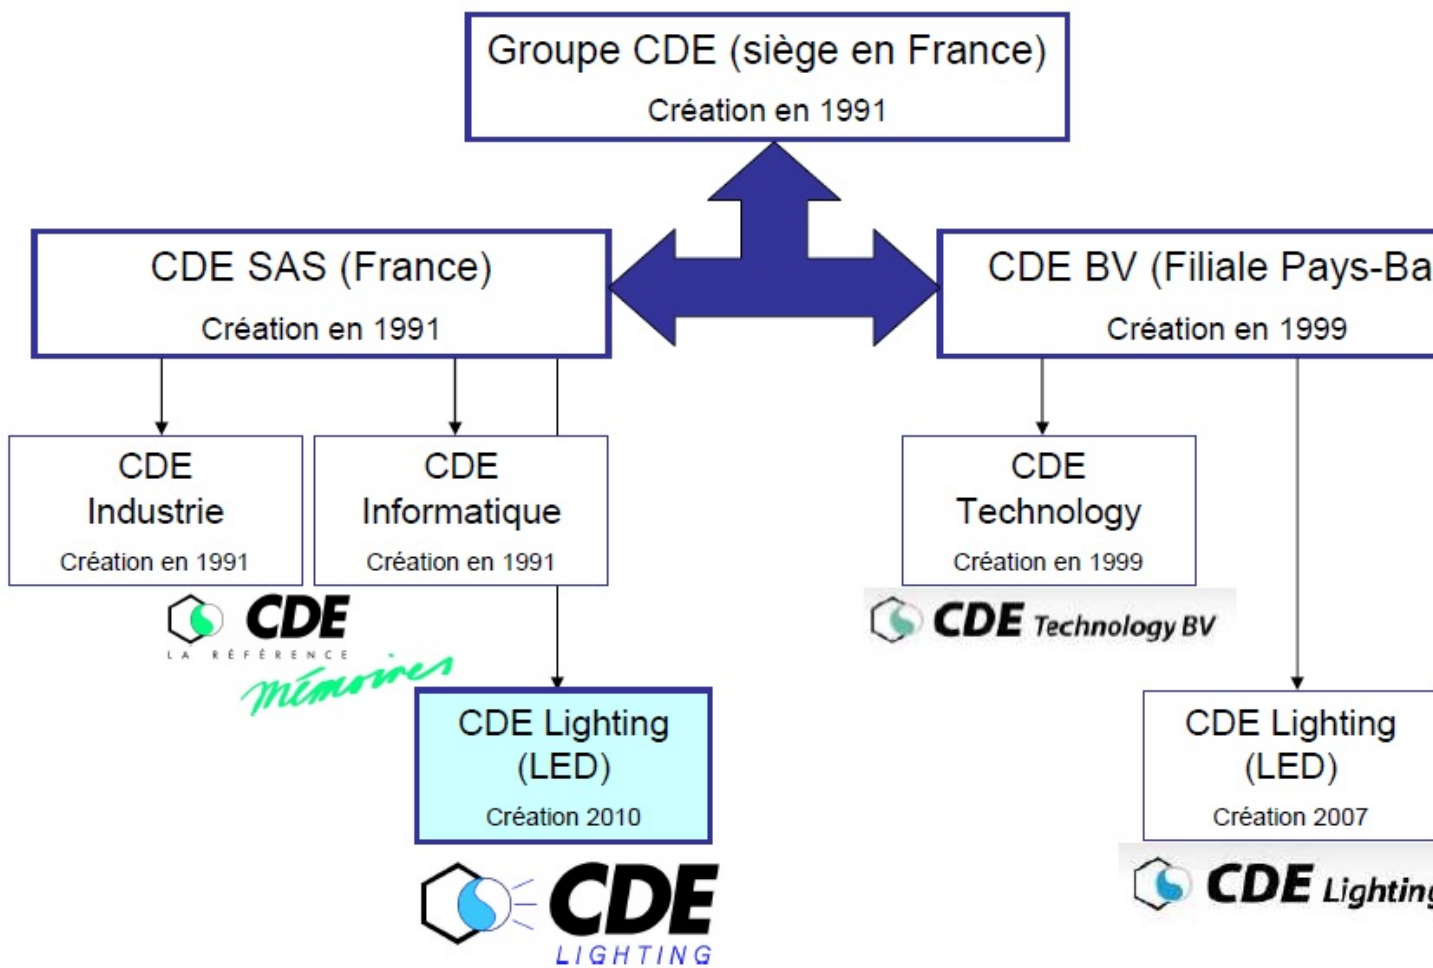 Groupe CDE (siège en France)
Création en 1991
CDE SAS (France)
Création en 1991
CDE BV (Filiale Pays-Ba
Création en 1999
CDE
Industrie
Création en 1991
CDE
Informatique
Création en 1991
CDE
Technology
Création en 1999
CDE
LA RÉFÉRENCE
Mémoires
CDE Technology BV
CDE Lighting
(LED)
Création 2010
CDE Lighting
(LED)
Création 2007
CDE
LIGHTING
CDE Lighting